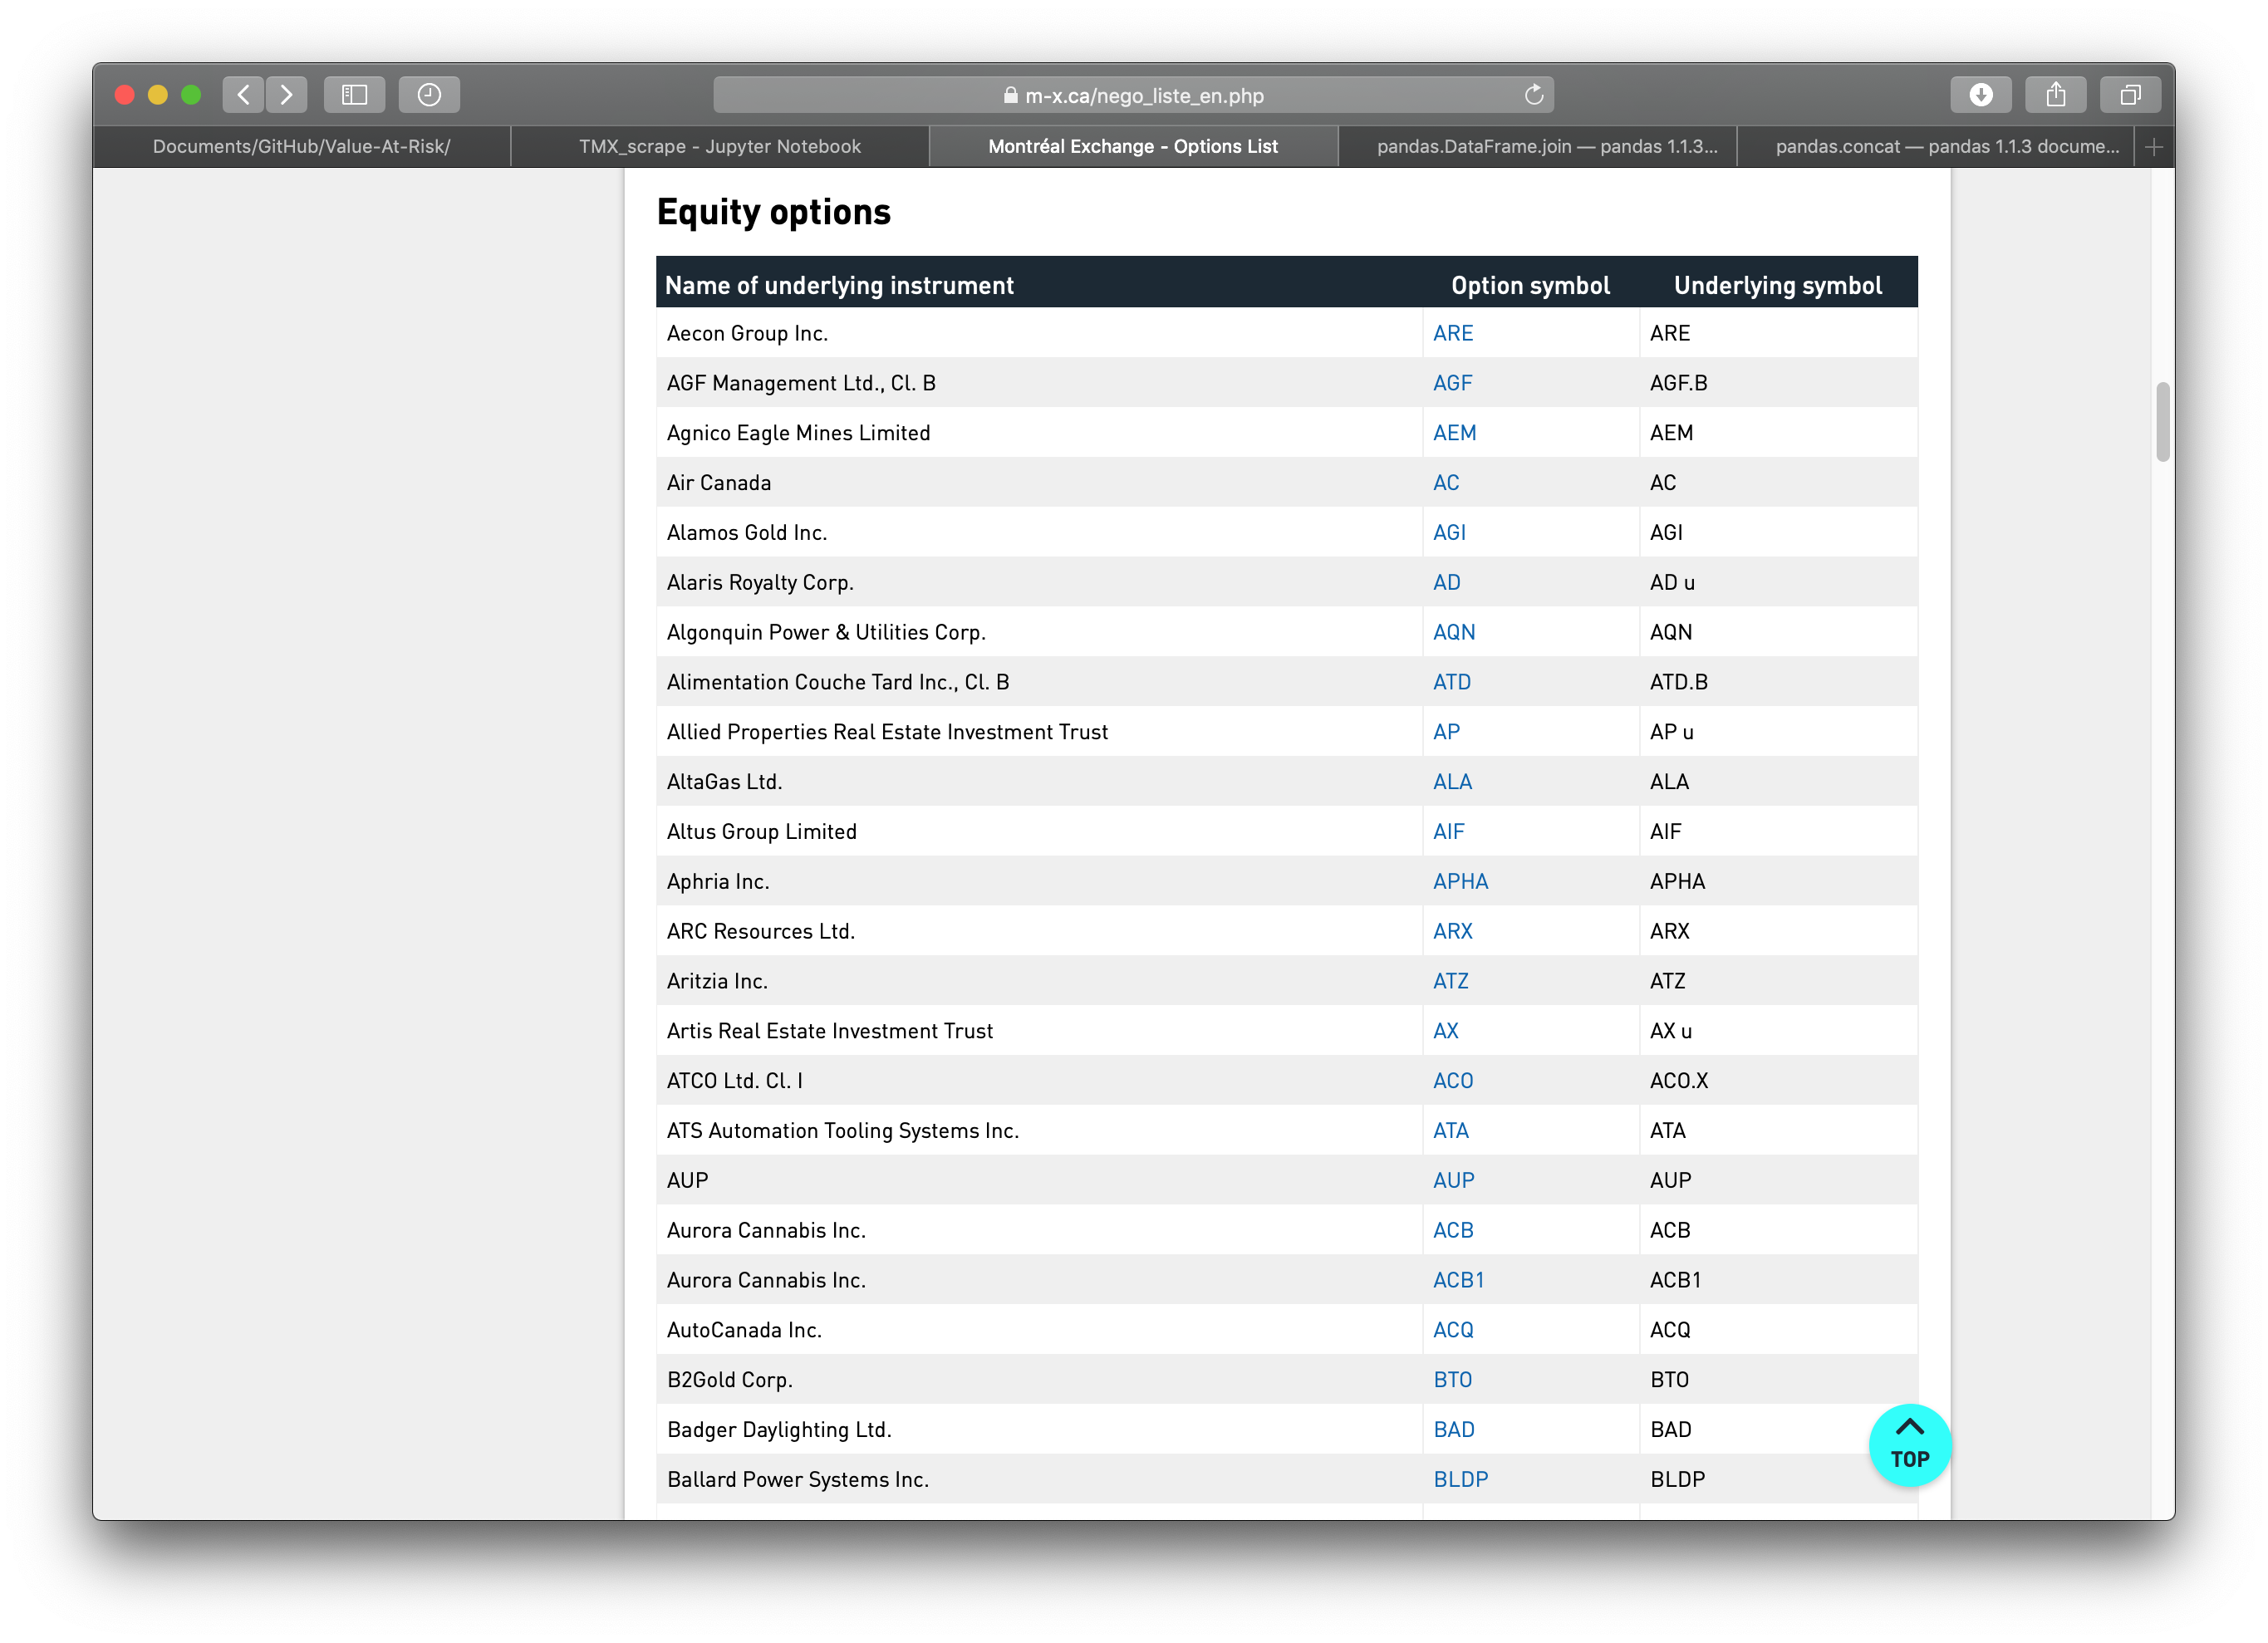 m-x.ca/nego_liste_en.php
Documents/GitHub/Value-At-Risk/ TMX_scrape - Jupyter Notebook Montréal Exchange - Options List pandas.DataFrame.join — pandas 1.1.3... pandas.concat — pandas 1.1.3 docume...
Equity options
Name of underlying instrument Option symbol Underlying symbol
Aecon Group Inc. ARE ARE
AGF Management Ltd., Cl. B AGF AGF.B
Agnico Eagle Mines Limited AEM AEM
Air Canada AC AC
Alamos Gold Inc. AGI AGI
Alaris Royalty Corp. AD AD u
Algonquin Power & Utilities Corp. AQN AQN
Alimentation Couche Tard Inc., Cl. B ATD ATD.B
Allied Properties Real Estate Investment Trust AP AP u
AltaGas Ltd. ALA ALA
Altus Group Limited AIF AIF
Aphria Inc. APHA APHA
ARC Resources Ltd. ARX ARX
Aritzia Inc. ATZ ATZ
Artis Real Estate Investment Trust AX AX u
ATCO Ltd. Cl. I ACO ACO.X
ATS Automation Tooling Systems Inc. ATA ATA
AUP AUP AUP
Aurora Cannabis Inc. ACB ACB
Aurora Cannabis Inc. ACB1 ACB1
AutoCanada Inc. ACQ ACQ
B2Gold Corp. BTO BTO
Badger Daylighting Ltd. BAD BAD
Ballard Power Systems Inc. BLDP BLDP
TOP